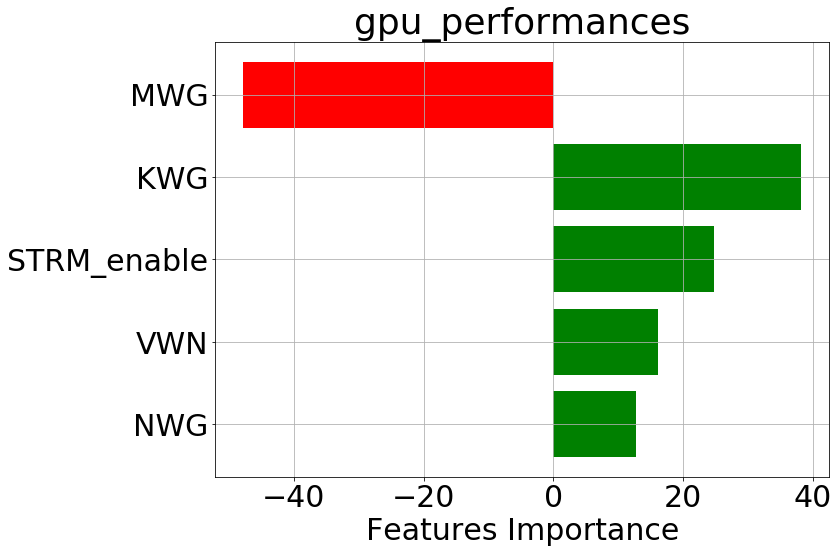 gpu_performances
MWG
KWG
STRM_enable
VWN
NWG
−40 −20 0 20 40
Features Importance